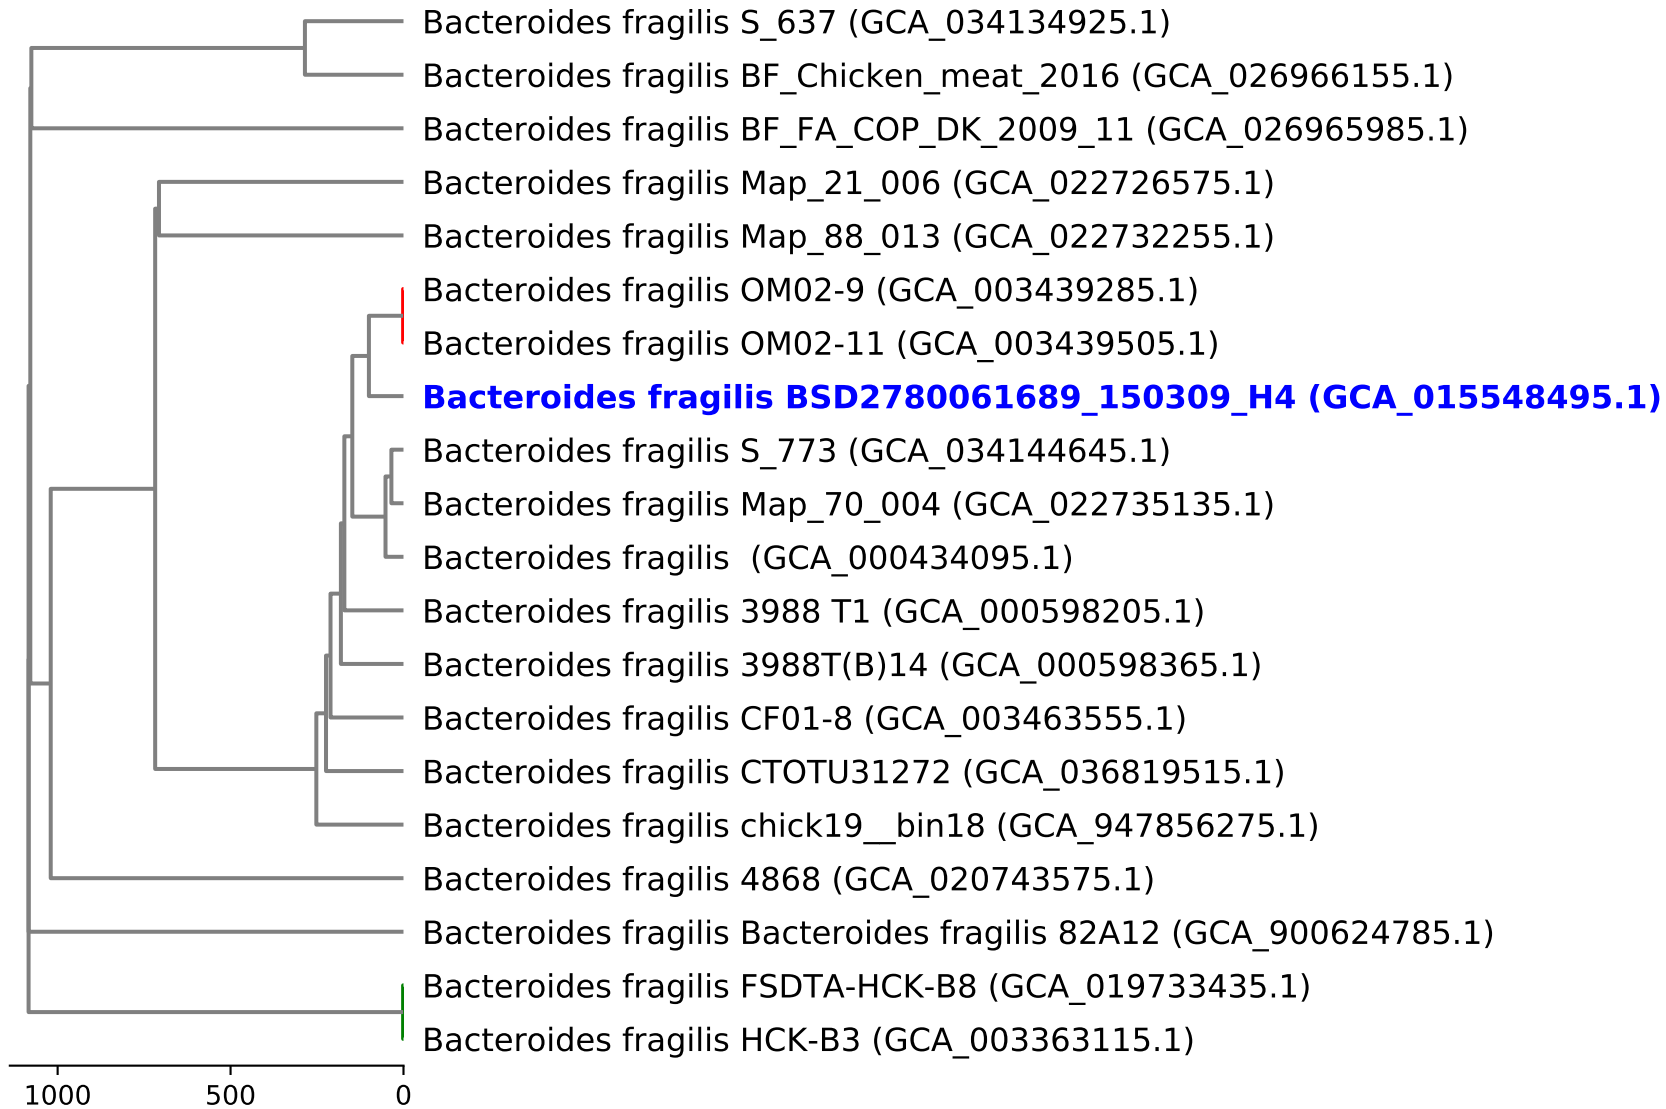 Bacteroides fragilis S_637 (GCA_034134925.1)
Bacteroides fragilis BF_Chicken_meat_2016 (GCA_026966155.1)
Bacteroides fragilis BF_FA_COP_DK_2009_11 (GCA_026965985.1)
Bacteroides fragilis Map_21_006 (GCA_022726575.1)
Bacteroides fragilis Map_88_013 (GCA_022732255.1)
Bacteroides fragilis OM02-9 (GCA_003439285.1)
Bacteroides fragilis OM02-11 (GCA_003439505.1)
Bacteroides fragilis BSD2780061689_150309_H4 (GCA_015548495.1)
Bacteroides fragilis S_773 (GCA_034144645.1)
Bacteroides fragilis Map_70_004 (GCA_022735135.1)
Bacteroides fragilis  (GCA_000434095.1)
Bacteroides fragilis 3988 T1 (GCA_000598205.1)
Bacteroides fragilis 3988T(B)14 (GCA_000598365.1)
Bacteroides fragilis CF01-8 (GCA_003463555.1)
Bacteroides fragilis CTOTU31272 (GCA_036819515.1)
Bacteroides fragilis chick19__bin18 (GCA_947856275.1)
Bacteroides fragilis 4868 (GCA_020743575.1)
Bacteroides fragilis Bacteroides fragilis 82A12 (GCA_900624785.1)
Bacteroides fragilis FSDTA-HCK-B8 (GCA_019733435.1)
Bacteroides fragilis HCK-B3 (GCA_003363115.1)
1000 500 0